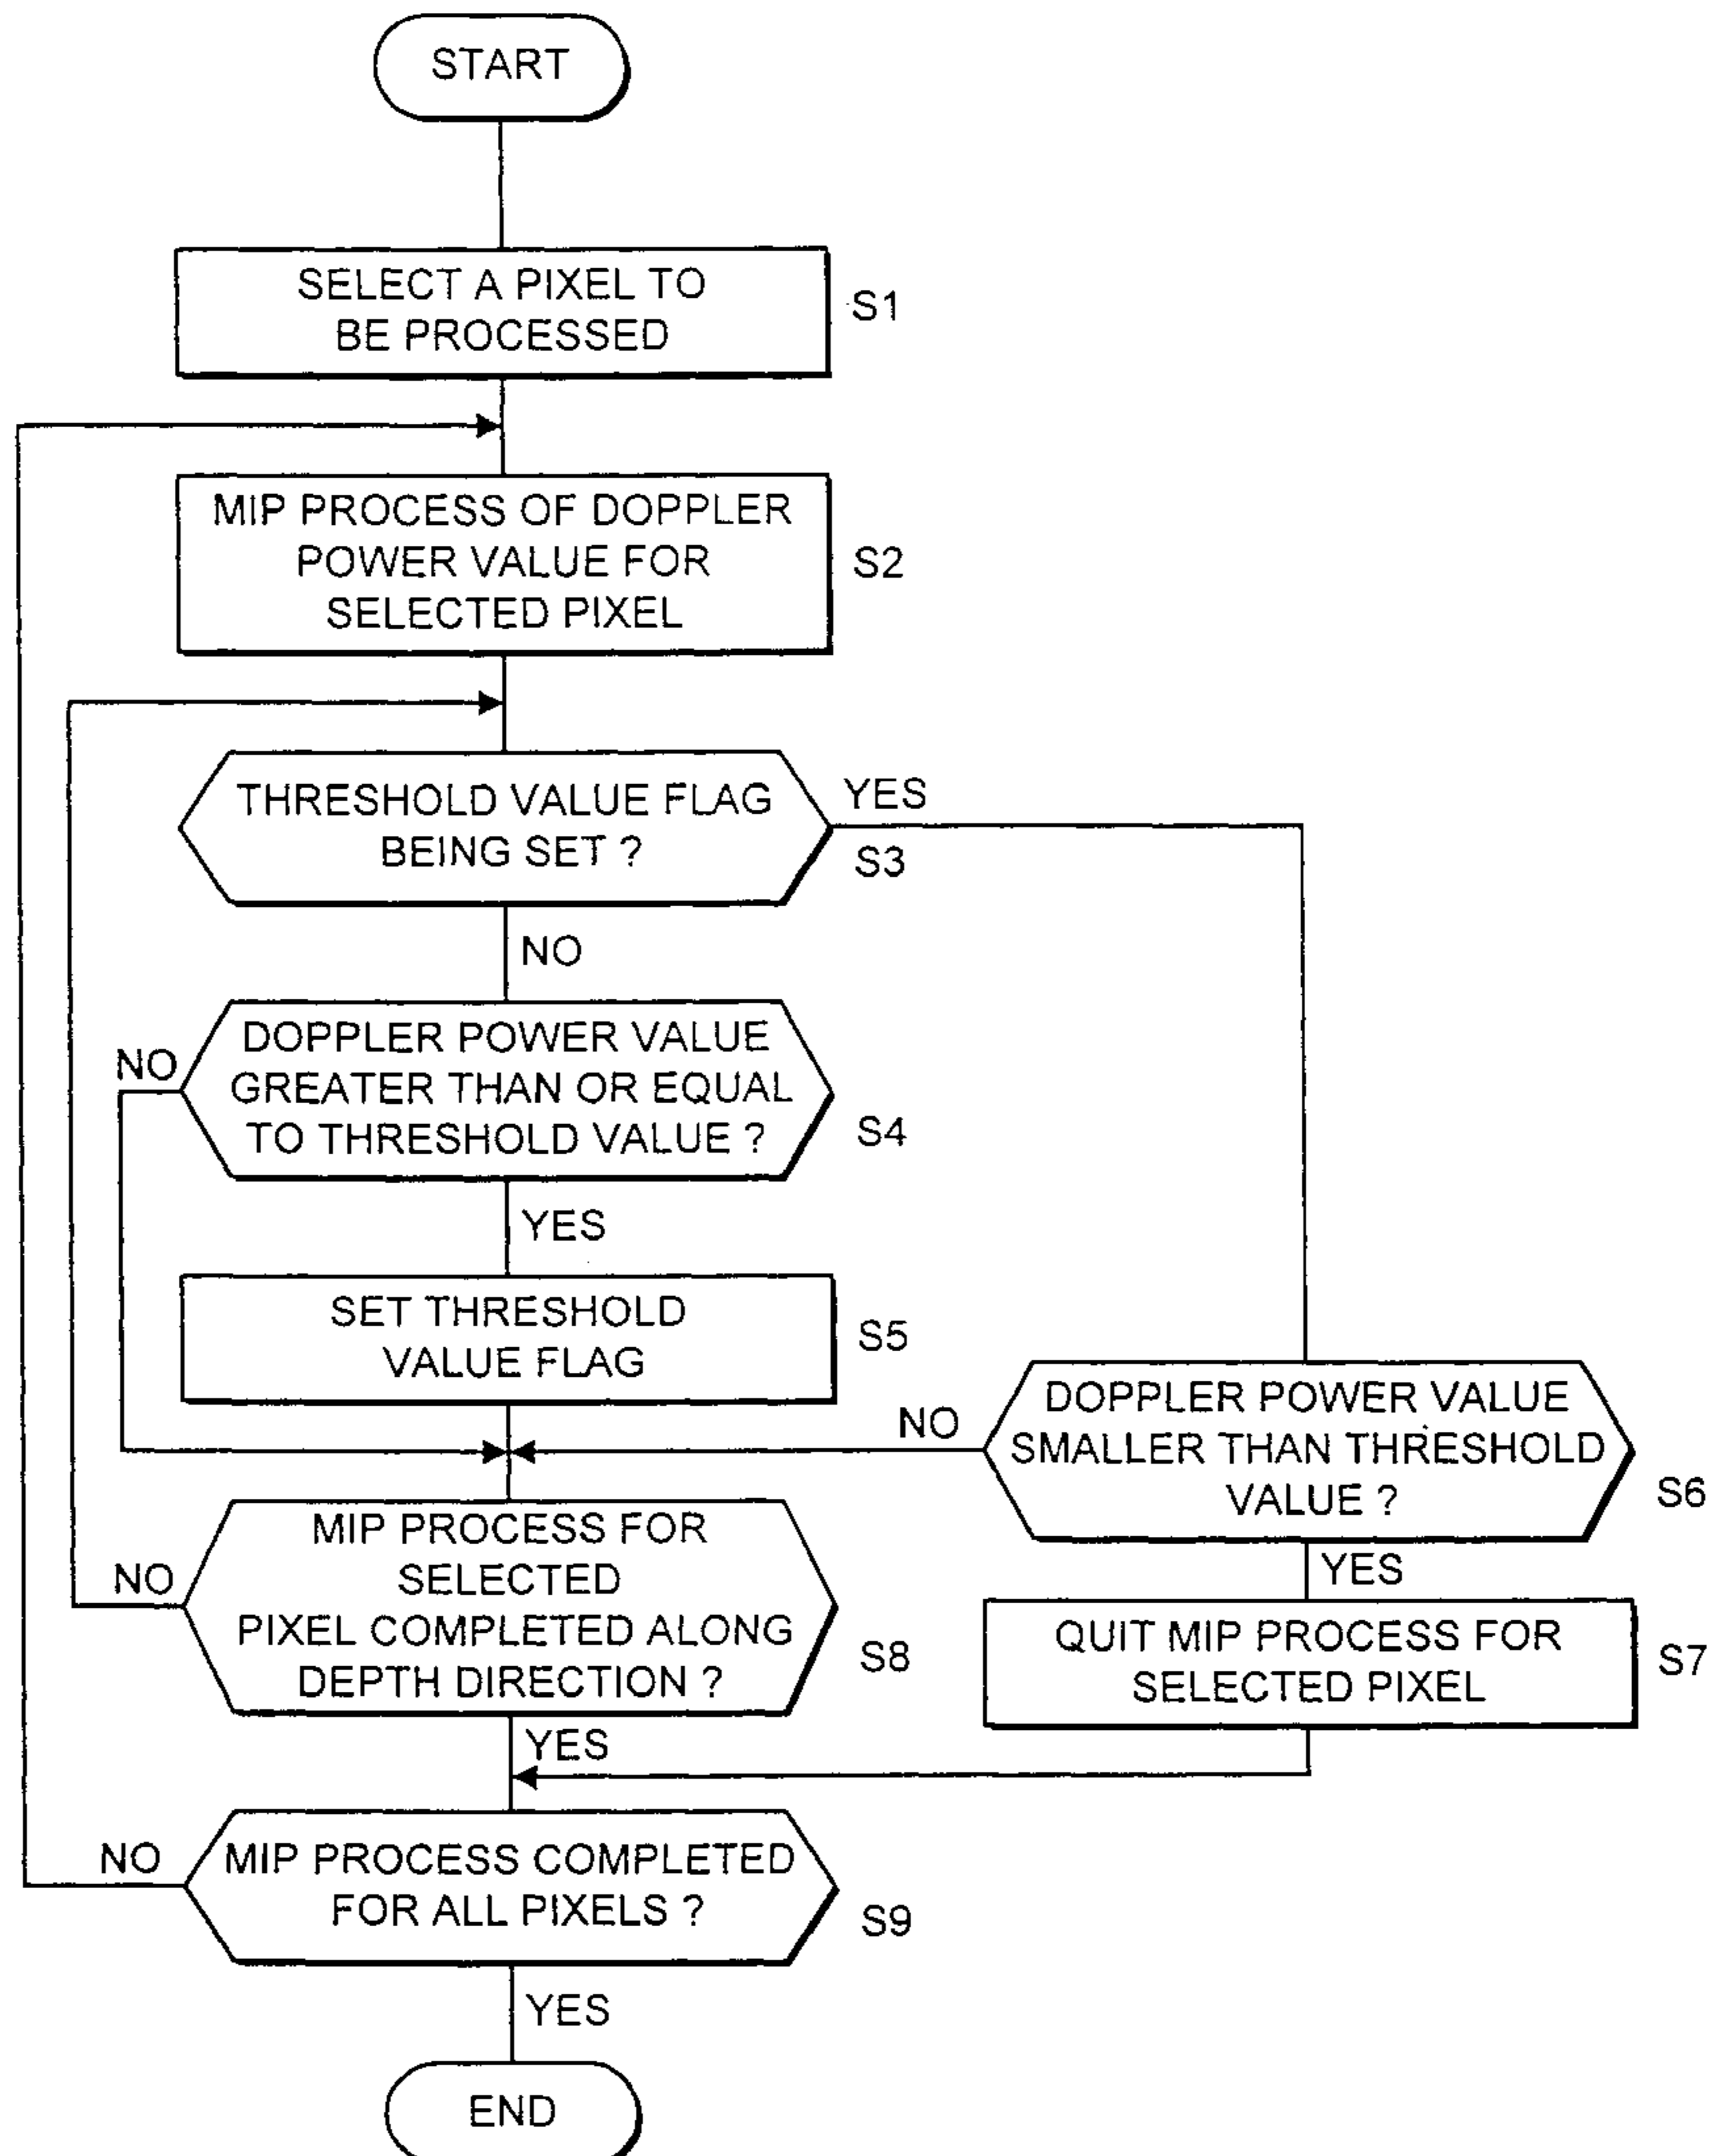 START
SELECT A PIXEL TO
BE PROCESSED
S1
MIP PROCESS OF DOPPLER
POWER VALUE FOR
SELECTED PIXEL
S2
THRESHOLD VALUE FLAG
BEING SET ?
YES
S3
NO
DOPPLER POWER VALUE
GREATER THAN OR EQUAL
TO THRESHOLD VALUE ?
NO
S4
YES
SET THRESHOLD
VALUE FLAG
S5
DOPPLER POWER VALUE
SMALLER THAN THRESHOLD
VALUE ?
NO
S6
YES
QUIT MIP PROCESS FOR
SELECTED PIXEL
S7
MIP PROCESS FOR
SELECTED
PIXEL COMPLETED ALONG
DEPTH DIRECTION ?
NO
S8
YES
MIP PROCESS COMPLETED
FOR ALL PIXELS ?
NO
S9
YES
END